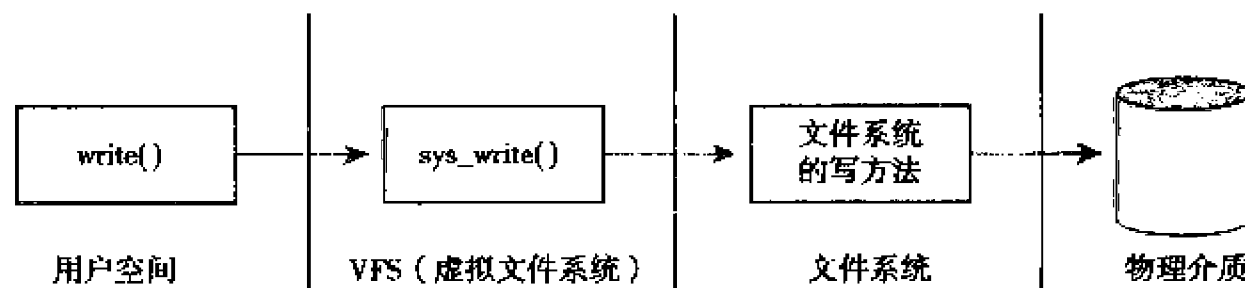 write()
sys_write()
文件系统
的写方法
用户空间
VFS（虚拟文件系统）
文件系统
物理介质